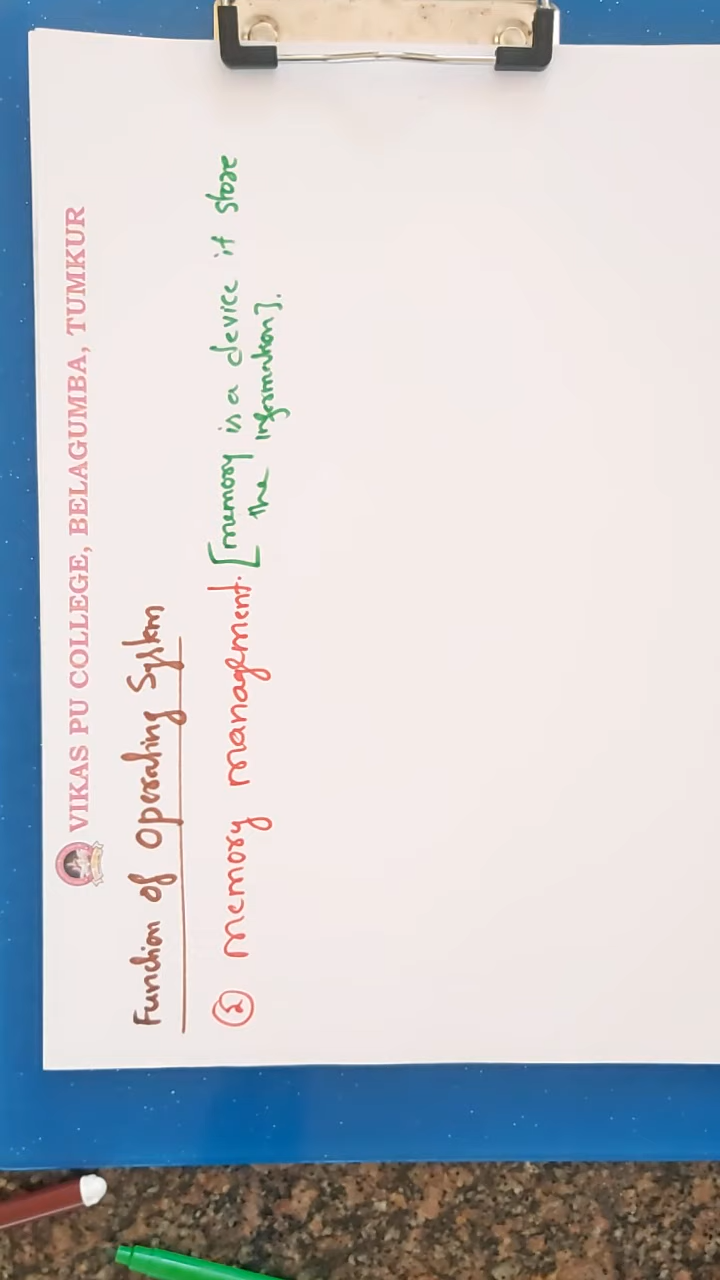 VIKAS PU COLLEGE, BELAGUMBA, TUMKUR
Function of Operating System
② memory management. [memory is a device it store
the information].